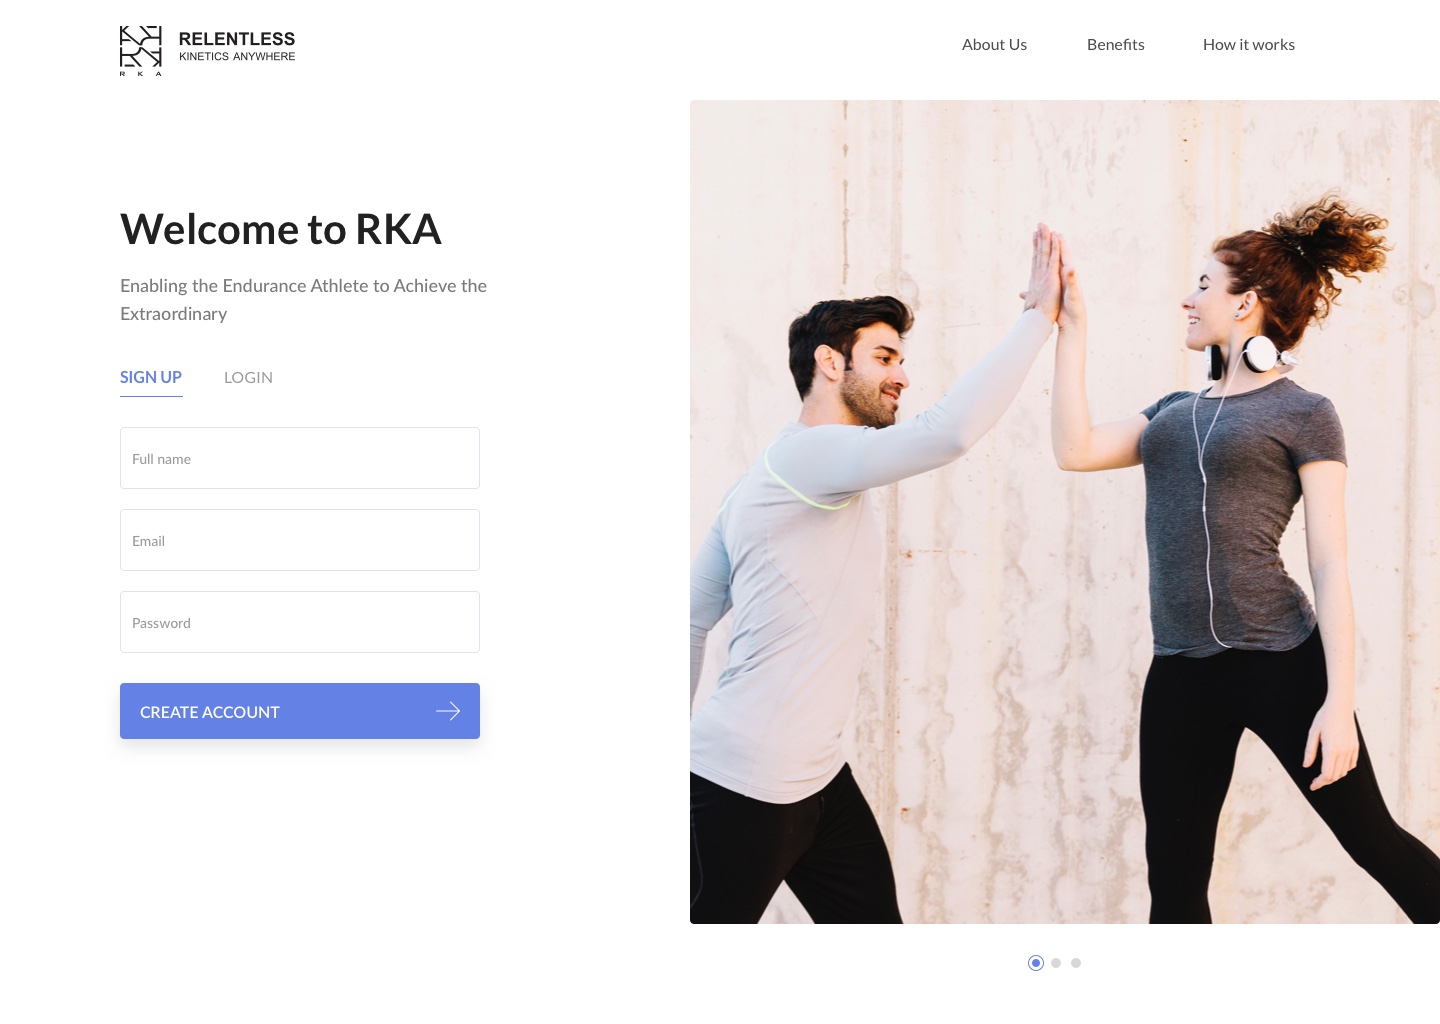 RELENTLESS
KINETICS ANYWHERE
R K A
About Us
Benefits
How it works
Welcome to RKA
Enabling the Endurance Athlete to Achieve the
Extraordinary
SIGN UP
LOGIN
Full name
Email
Password
CREATE ACCOUNT